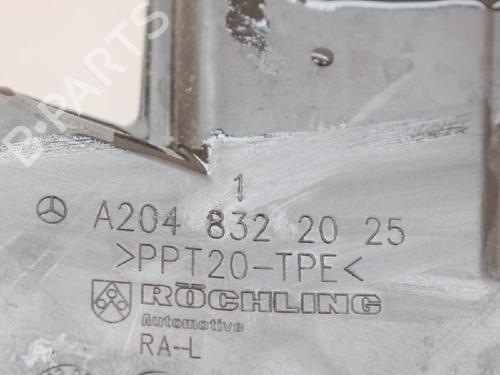 B-PARTS
1
A204 832 20 25
>PPT20-TPE<
RÖCHLING
Automotive
RA-L